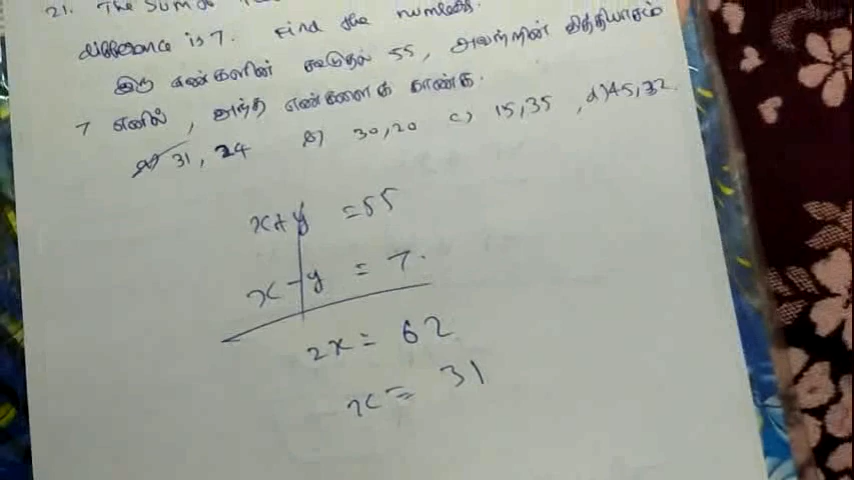 21. The Sum of
difference is 7. Find the numbers.
இரு எண்களின் கூடுதல் 55, அவற்றின் வித்தியாசம்
7 எனில், அந்த எண்களைக் காண்க.
a) 31, 24 b) 30,20 c) 15,35 , d) 45,32
x+y =55
x-y = 7.
2x = 62
x = 31